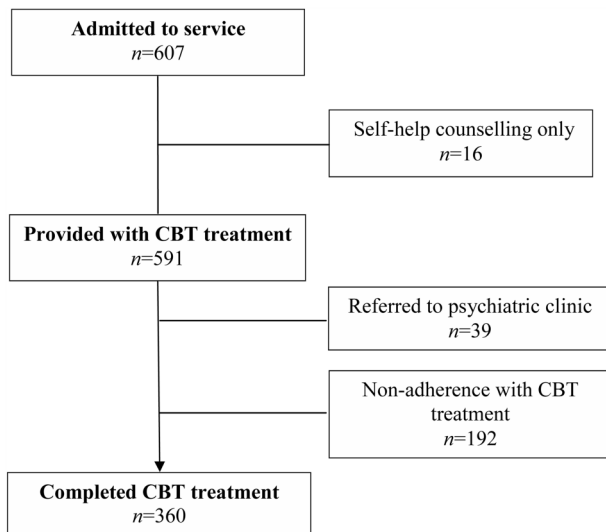 Admitted to service
n=607
Self-help counselling only
n=16
Provided with CBT treatment
n=591
Referred to psychiatric clinic
n=39
Non-adherence with CBT
treatment
n=192
Completed CBT treatment
n=360